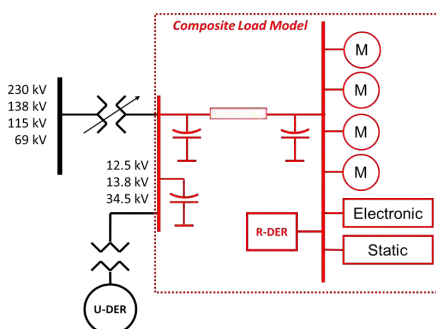 Composite Load Model
230 kV
138 kV
115 kV
69 kV
12.5 kV
13.8 kV
34.5 kV
M
M
M
M
Electronic
Static
R-DER
U-DER